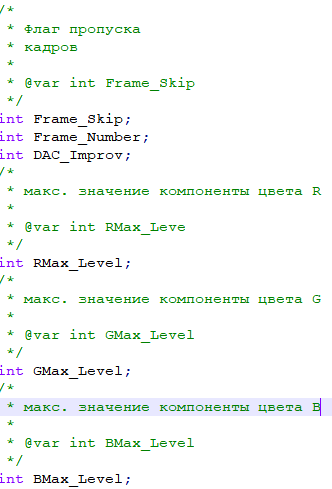 /*
 * Флаг пропуска
 * кадров
 *
 * @var int Frame_Skip
 */
int Frame_Skip;
int Frame_Number;
int DAC_Improv;
/*
 * макс. значение компоненты цвета R
 *
 * @var int RMax_Leve
 */
int RMax_Level;
/*
 * макс. значение компоненты цвета G
 *
 * @var int GMax_Level
 */
int GMax_Level;
/*
 * макс. значение компоненты цвета B
 *
 * @var int BMax_Level
 */
int BMax_Level;